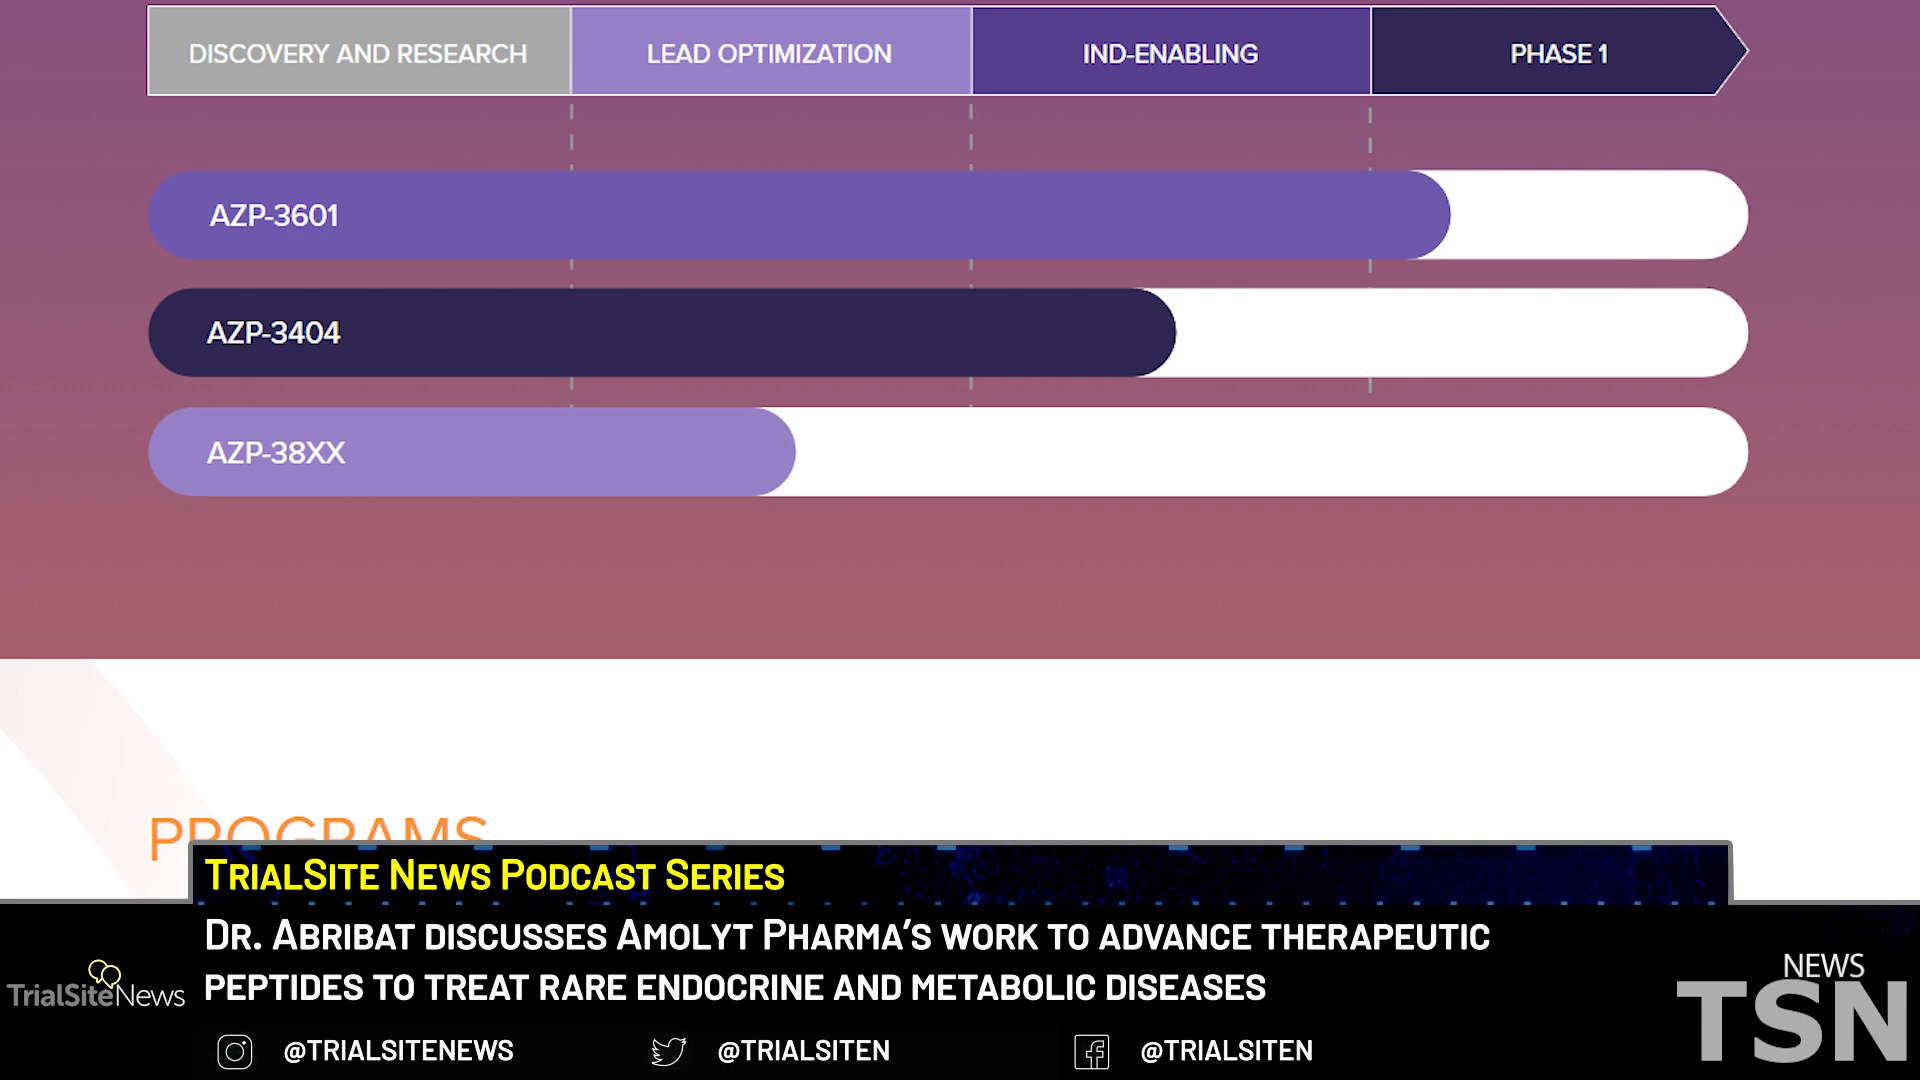 DISCOVERY AND RESEARCH
LEAD OPTIMIZATION
IND-ENABLING
PHASE 1
AZP-3601
AZP-3404
AZP-38XX
PROGRAMS
TrialSite News Podcast Series
Dr. Abribat discusses Amolyt Pharma's work to advance therapeutic
peptides to treat rare endocrine and metabolic diseases
TrialSiteNews
@TRIALSITENEWS
@TRIALSITEN
@TRIALSITEN
NEWS
TSN